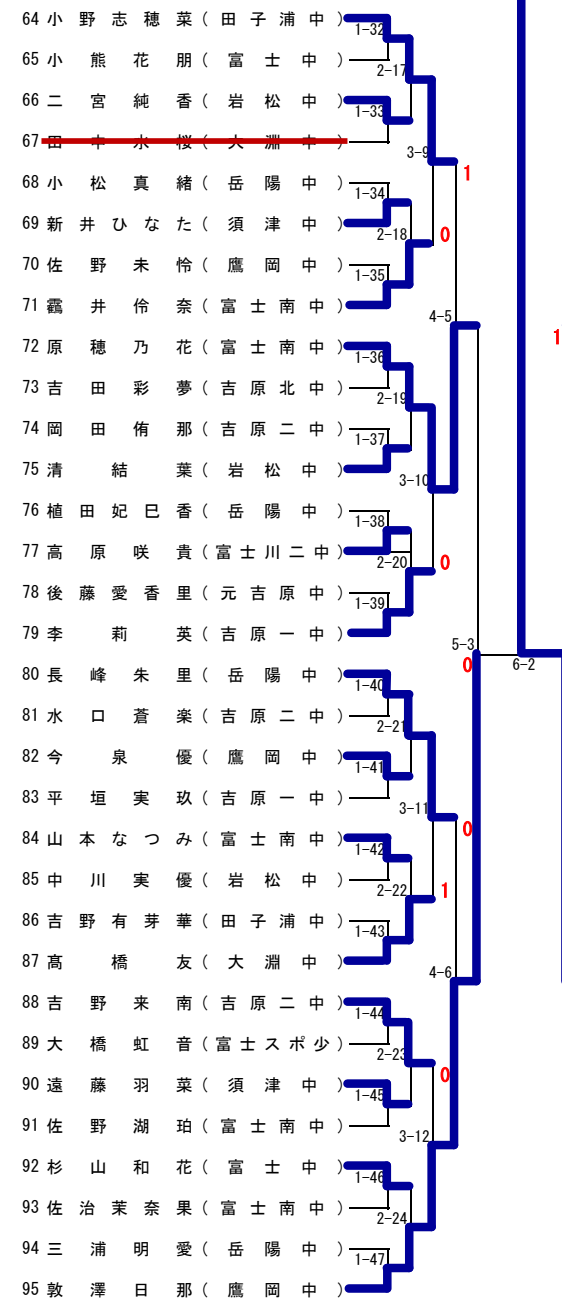 64 小野志穂菜 (田子浦中)
1-32
65 小熊花朋 (富士中)
2-17
66 二宮純香 (岩松中)
1-33
67 田中水桜 (大淵中)
3-9
1
68 小松真緒 (岳陽中)
1-34
69 新井ひなた (須津中)
2-18
0
70 佐野未怜 (鷹岡中)
1-35
71 靍井伶奈 (富士南中)
4-5
1
72 原穂乃花 (富士南中)
1-36
73 吉田彩夢 (吉原北中)
2-19
74 岡田侑那 (吉原二中)
1-37
75 清結葉 (岩松中)
3-10
76 植田妃巳香 (岳陽中)
1-38
77 高原咲貴 (富士川二中)
2-20
0
78 後藤愛香里 (元吉原中)
1-39
79 李莉英 (吉原一中)
5-3
0
6-2
80 長峰朱里 (岳陽中)
1-40
81 水口蒼楽 (吉原二中)
2-21
82 今泉優 (鷹岡中)
1-41
83 平垣実玖 (吉原一中)
3-11
0
84 山本なつみ (富士南中)
1-42
85 中川実優 (岩松中)
2-22
1
86 吉野有芽華 (田子浦中)
1-43
87 髙橋友 (大淵中)
4-6
88 吉野来南 (吉原二中)
1-44
89 大橋虹音 (富士スポ少)
2-23
0
90 遠藤羽菜 (須津中)
1-45
91 佐野湖珀 (富士南中)
3-12
92 杉山和花 (富士中)
1-46
93 佐治茉奈果 (富士南中)
2-24
94 三浦明愛 (岳陽中)
1-47
95 敦澤日那 (鷹岡中)